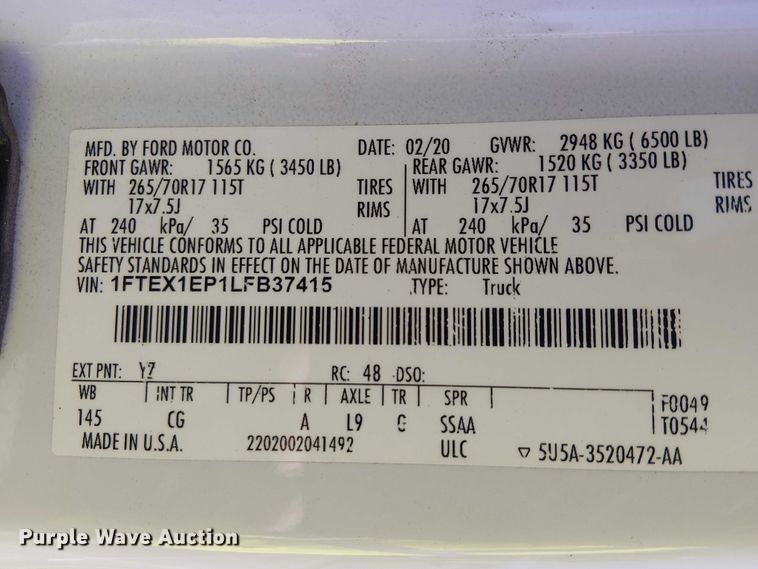 MFD. BY FORD MOTOR CO. DATE: 02/20 GVWR: 2948 KG ( 6500 LB)
FRONT GAWR: 1565 KG ( 3450 LB) REAR GAWR: 1520 KG ( 3350 LB)
WITH 265/70R17 115T TIRES WITH 265/70R17 115T TIRES
17x7.5J RIMS 17x7.5J RIMS
AT 240 kPa/ 35 PSI COLD AT 240 kPa/ 35 PSI COLD
THIS VEHICLE CONFORMS TO ALL APPLICABLE FEDERAL MOTOR VEHICLE
SAFETY STANDARDS IN EFFECT ON THE DATE OF MANUFACTURE SHOWN ABOVE.
VIN: 1FTEX1EP1LFB37415 TYPE: Truck
EXT PNT: YZ RC: 48 DSO:
WB INT TR TP/PS R AXLE TR SPR
F0049
145 CG A L9 G SSAA T0544
MADE IN U.S.A. 2202002041492 ULC ▽ 5U5A-3520472-AA
Purple Wave Auction